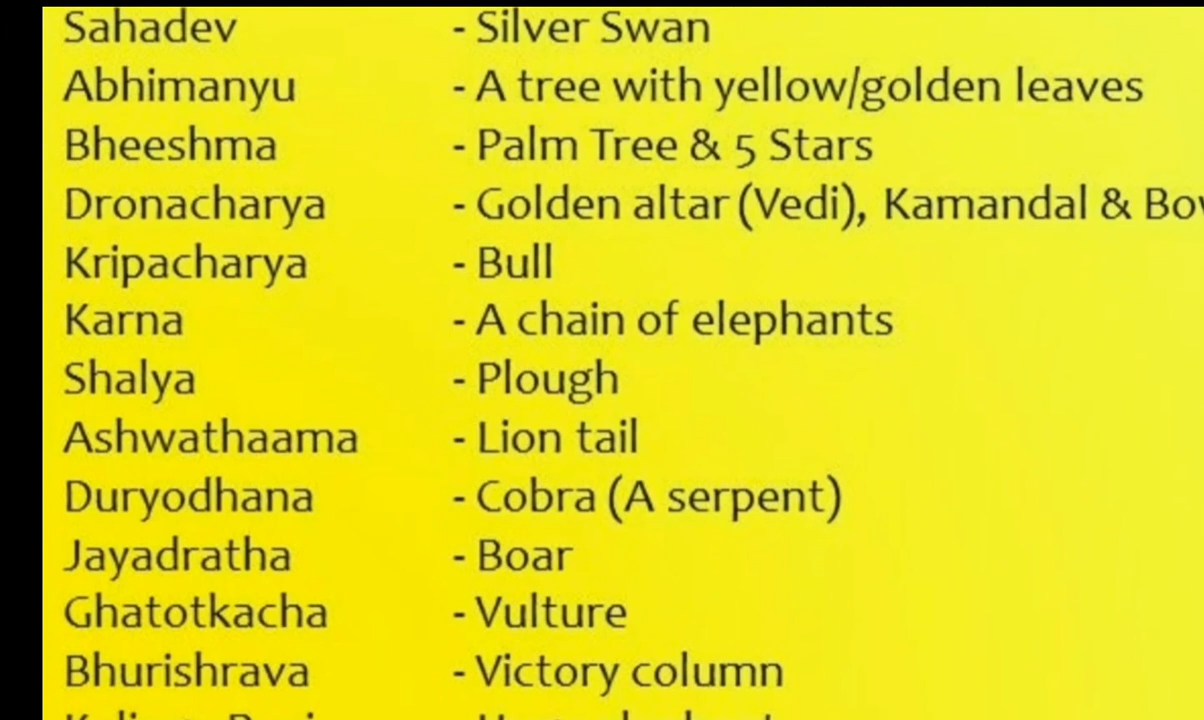 Sahadev - Silver Swan
Abhimanyu - A tree with yellow/golden leaves
Bheeshma - Palm Tree & 5 Stars
Dronacharya - Golden altar (Vedi), Kamandal &
Kripacharya - Bull
Karna - A chain of elephants
Shalya - Plough
Ashwathaama - Lion tail
Duryodhana - Cobra (A serpent)
Jayadratha - Boar
Ghatotkacha - Vulture
Bhurishrava - Victory column